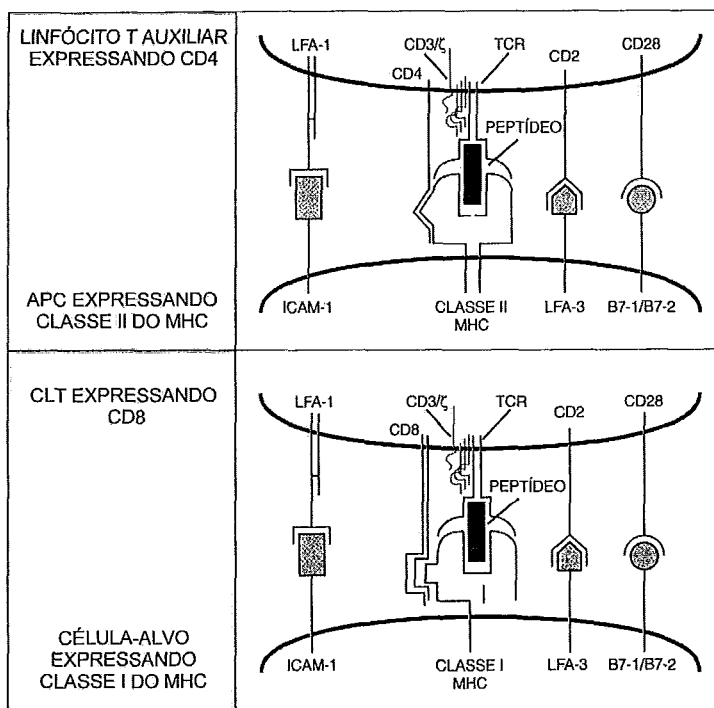 LINFÓCITO T AUXILIAR
EXPRESSANDO CD4
APC EXPRESSANDO
CLASSE II DO MHC
LFA-1
CD3/ζ
TCR
CD4
CD2
CD28
PEPTÍDEO
ICAM-1
CLASSE II
MHC
LFA-3
B7-1/B7-2
CLT EXPRESSANDO
CD8
CÉLULA-ALVO
EXPRESSANDO
CLASSE I DO MHC
LFA-1
CD3/ζ
TCR
CD8
CD2
CD28
PEPTÍDEO
ICAM-1
CLASSE I
MHC
LFA-3
B7-1/B7-2